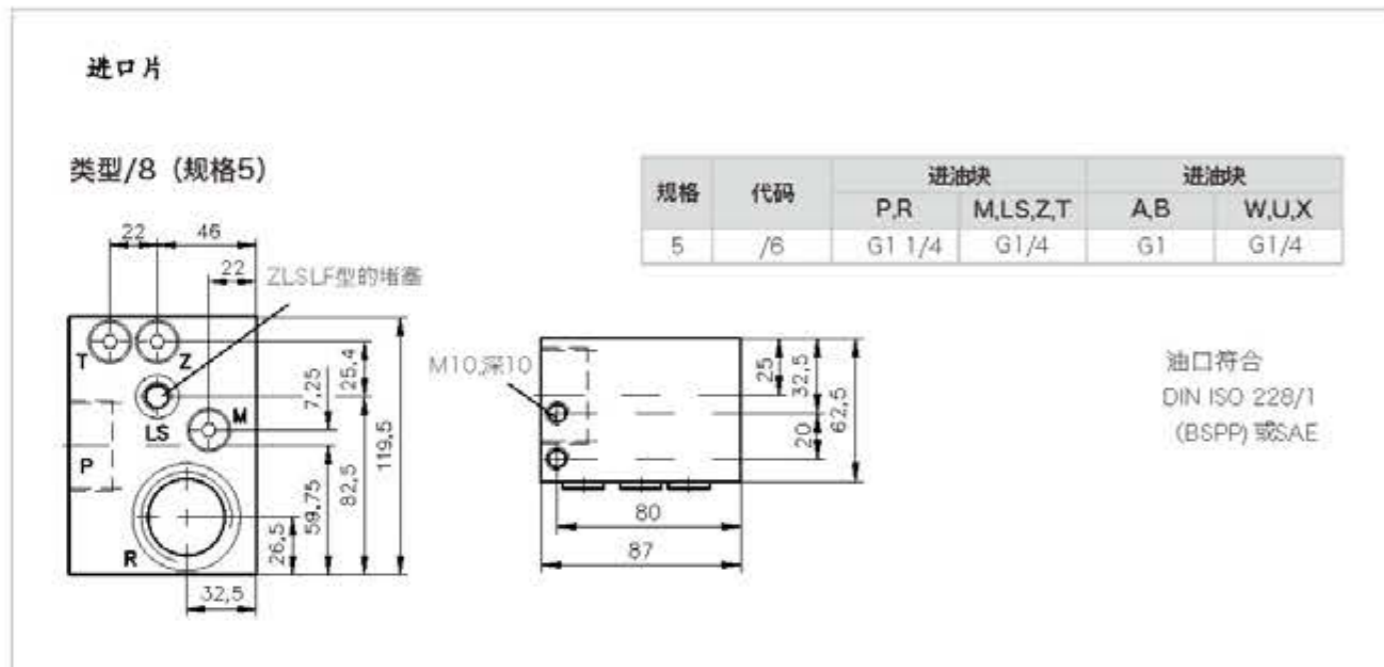 进口片
类型/8（规格5）
规格 代码 进油块 进油块
P,R M,LS,Z,T A,B W,U,X
5 /6 G1 1/4 G1/4 G1 G1/4
22 46
22
ZLSLF型的堵塞
T Z
LS M
P
R
7,25 25,4
26,5 59,75 82,5 119,5
32,5
M10,深10
25 32,5 62,5
20
80
87
油口符合
DIN ISO 228/1
（BSPP) 或SAE